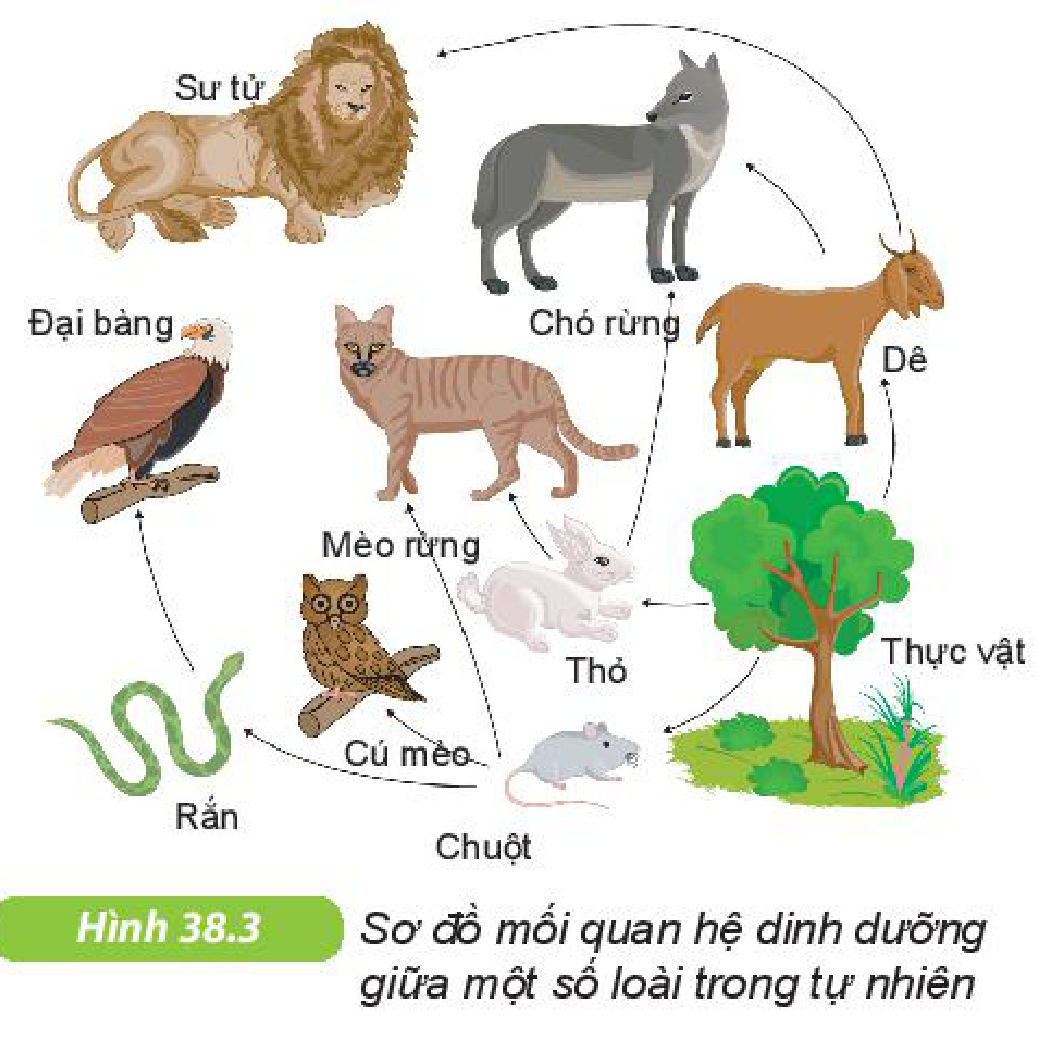 Sư tử
Đại bàng
Chó rừng
Dê
Mèo rừng
Thực vật
Thỏ
Cú mèo
Rắn
Chuột
Hình 38.3
Sơ đồ mối quan hệ dinh dưỡng
giữa một số loài trong tự nhiên